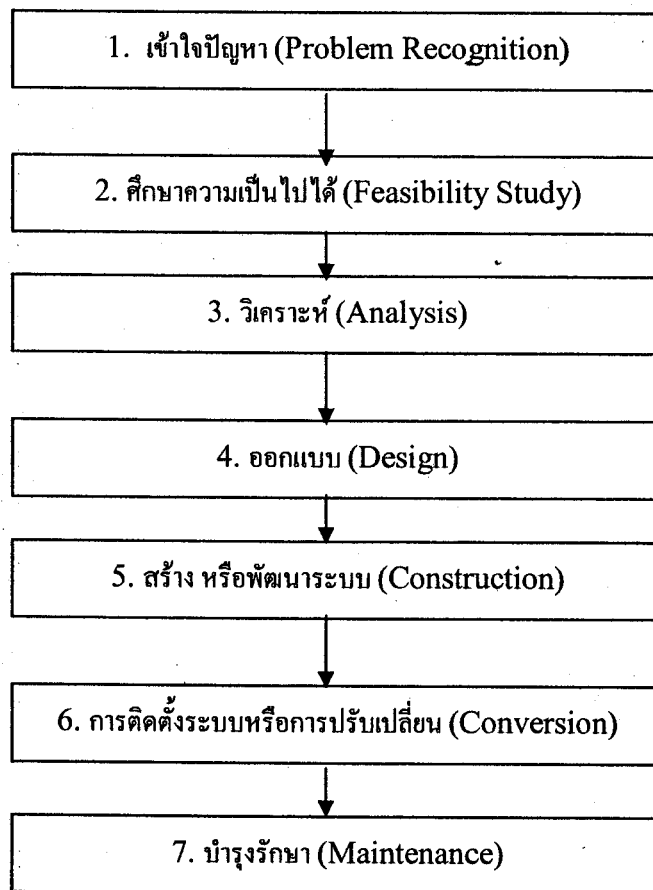 1. เข้าใจปัญหา (Problem Recognition)
2. ศึกษาความเป็นไปได้ (Feasibility Study)
3. วิเคราะห์ (Analysis)
4. ออกแบบ (Design)
5. สร้าง หรือพัฒนาระบบ (Construction)
6. การติดตั้งระบบหรือการปรับเปลี่ยน (Conversion)
7. บำรุงรักษา (Maintenance)